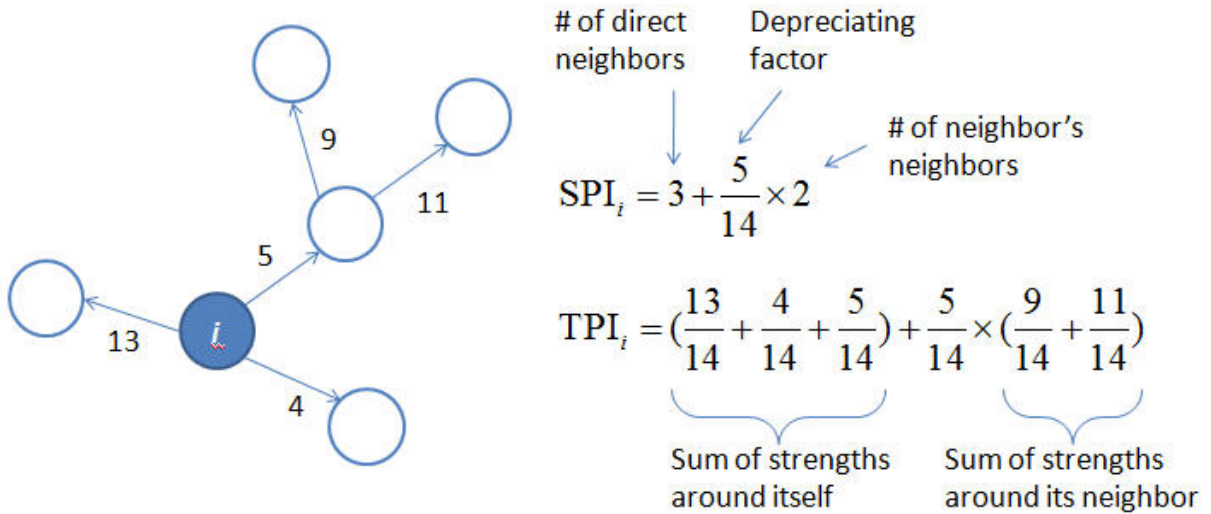 9
11
5
13
i
4
# of direct
neighbors
Depreciating
factor
# of neighbor's
neighbors
SPIᵢ = 3 + 5/14 × 2
TPIᵢ = (13/14 + 4/14 + 5/14) + 5/14 × (9/14 + 11/14)
Sum of strengths
around itself
Sum of strengths
around its neighbor